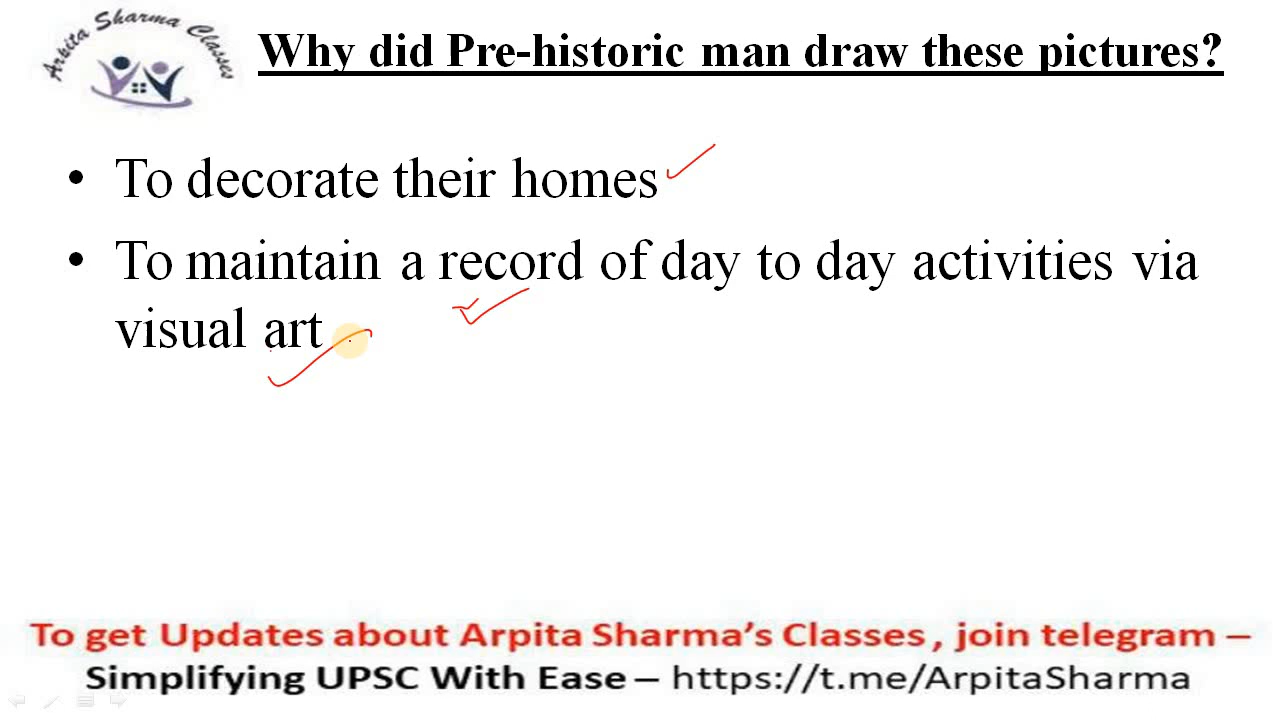 Arpita Sharma Classes
Why did Pre-historic man draw these pictures?
• To decorate their homes
• To maintain a record of day to day activities via
visual art
To get Updates about Arpita Sharma's Classes, join telegram –
Simplifying UPSC With Ease – https://t.me/ArpitaSharma